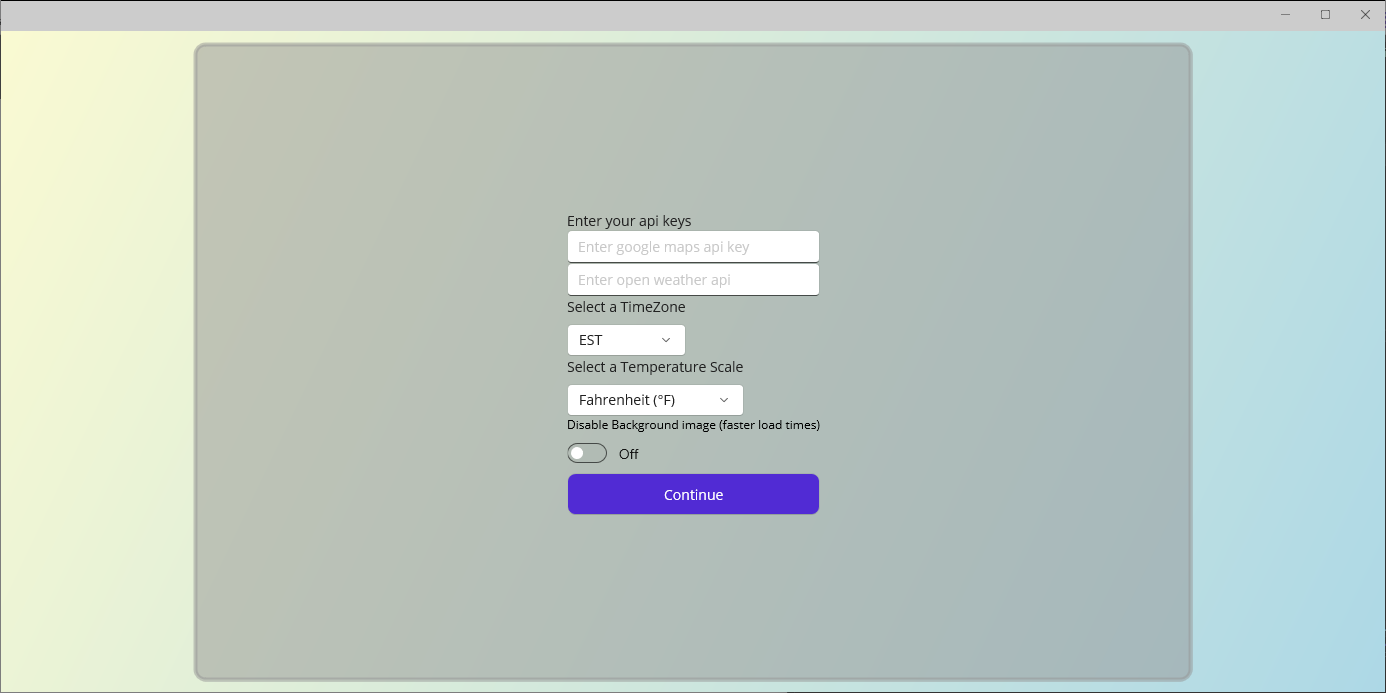 Enter your api keys
Enter google maps api key
Enter open weather api
Select a TimeZone
EST
Select a Temperature Scale
Fahrenheit (°F)
Disable Background image (faster load times)
Off
Continue